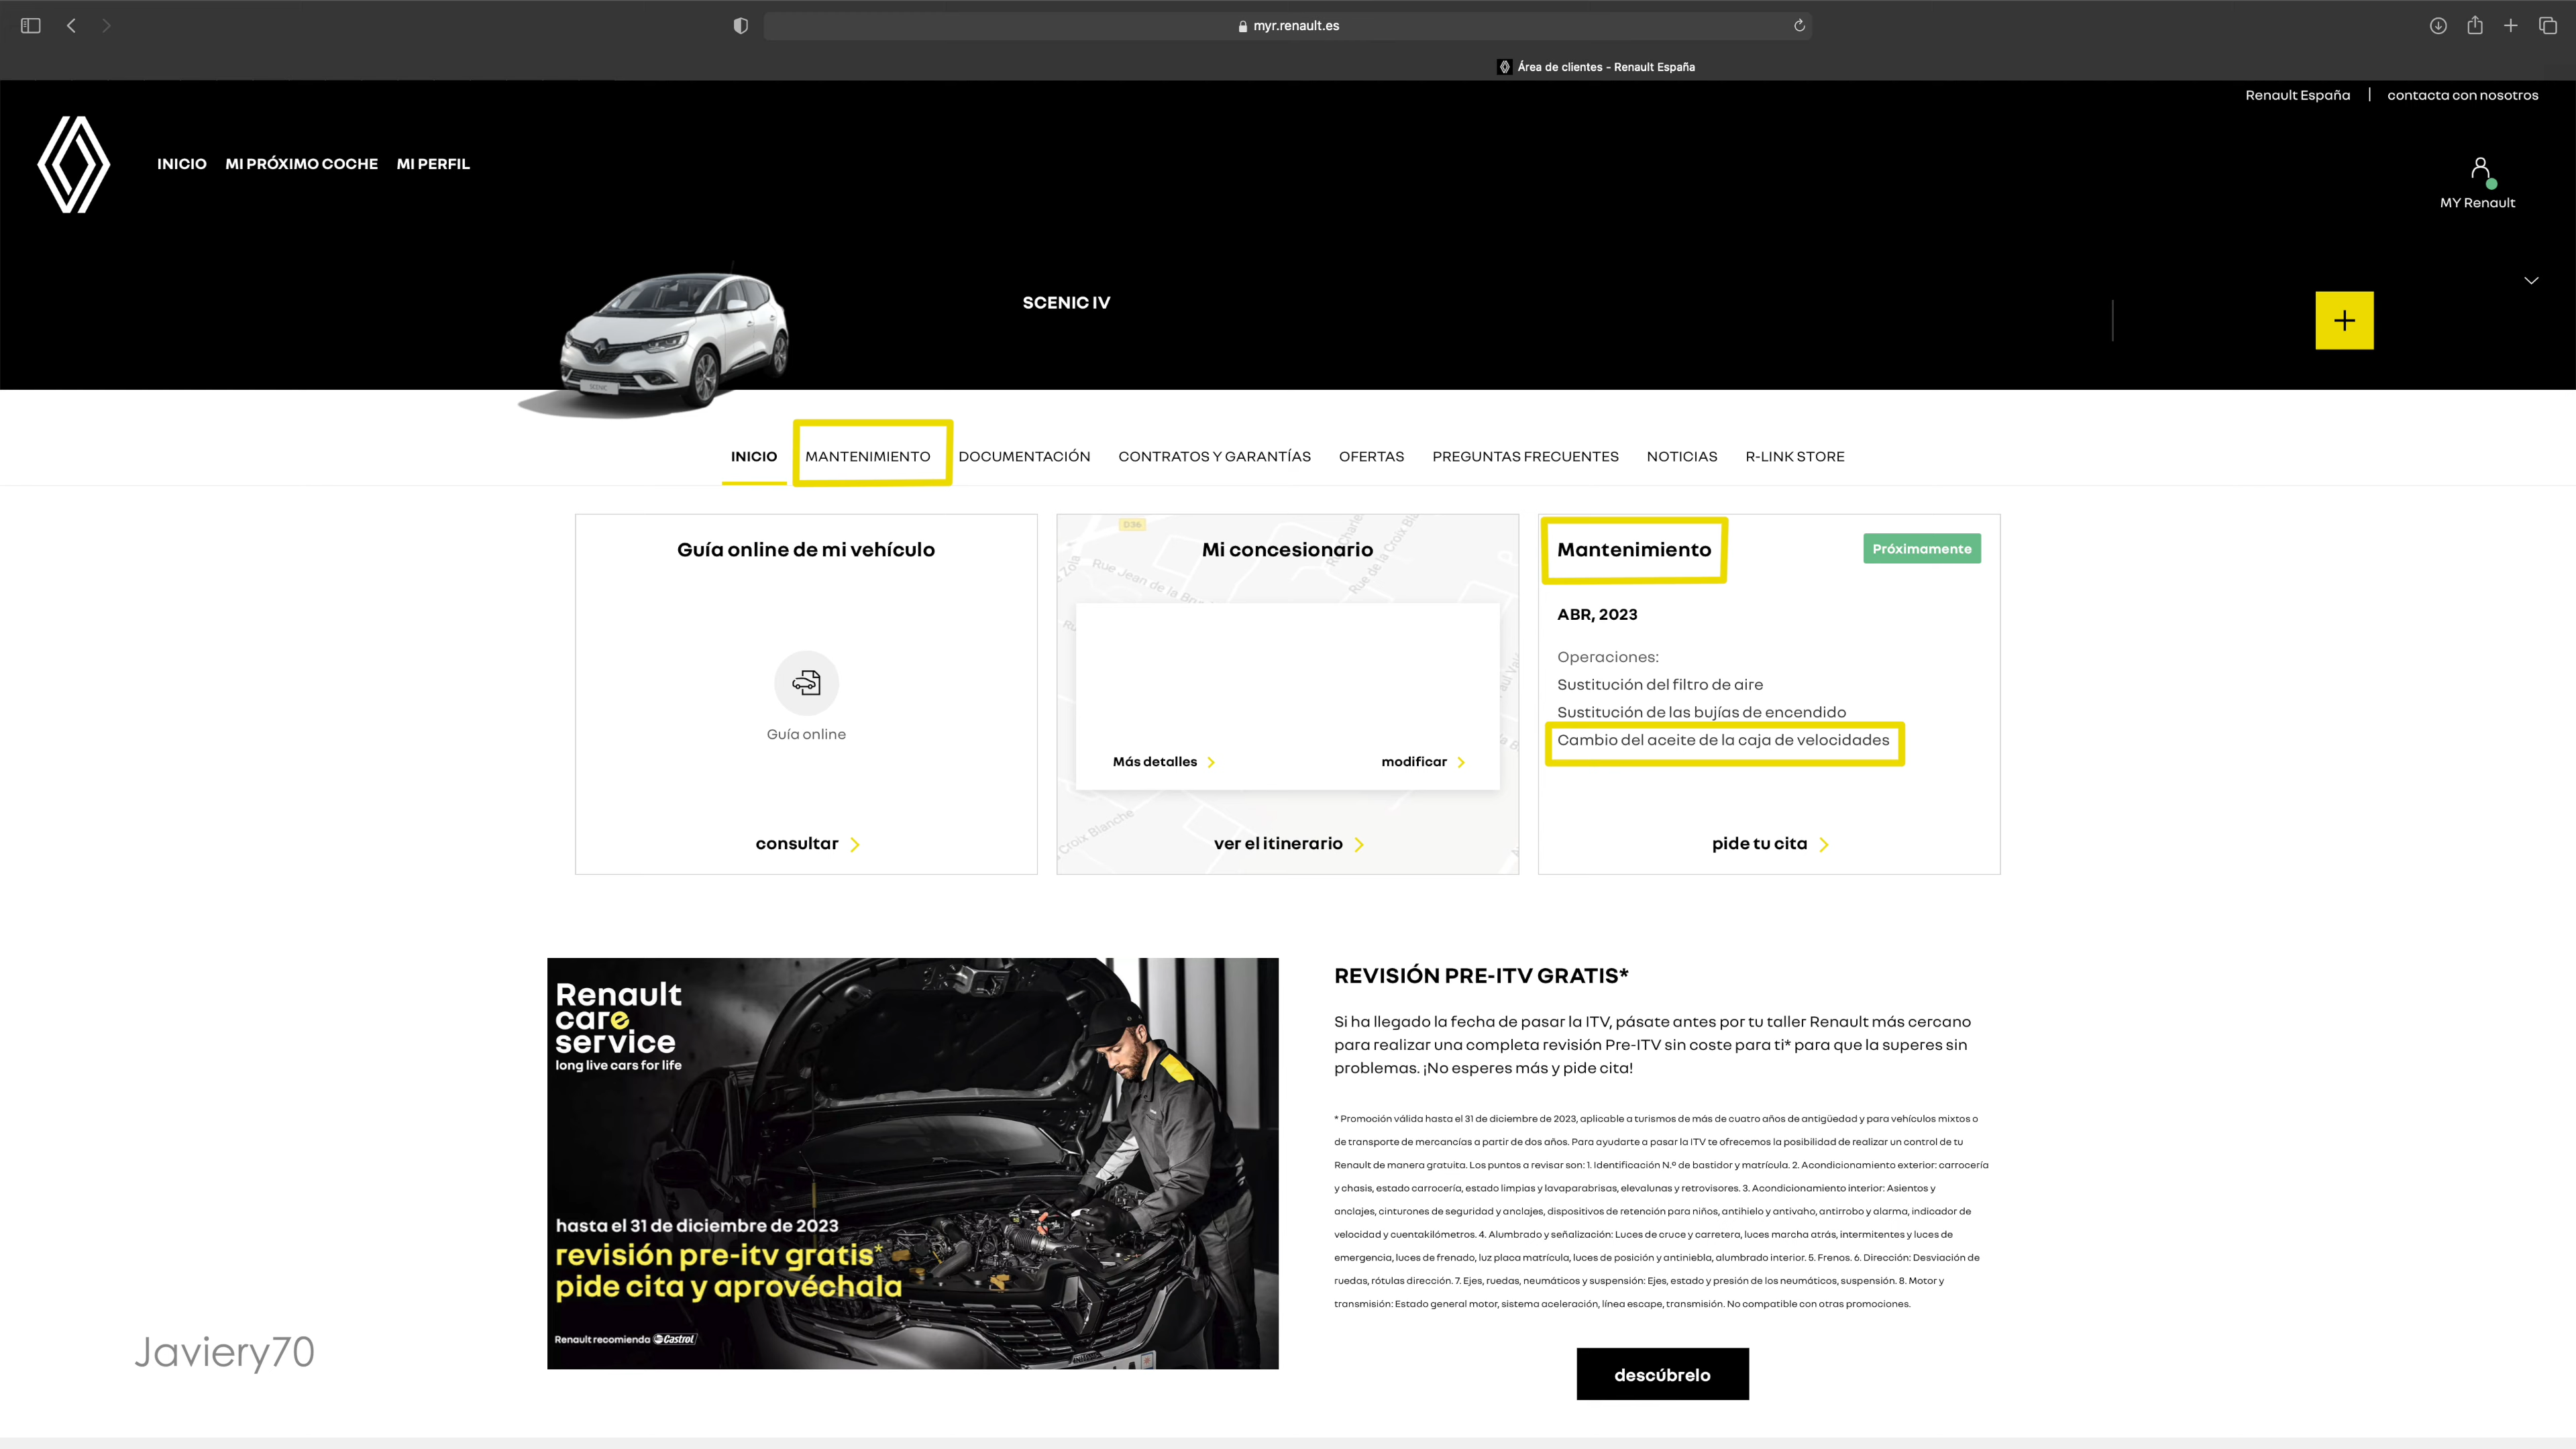 myr.renault.es
Área de clientes - Renault España
Renault España | contacta con nosotros
INICIO MI PRÓXIMO COCHE MI PERFIL
MY Renault
SCENIC IV
SCENIC
INICIO MANTENIMIENTO DOCUMENTACIÓN CONTRATOS Y GARANTÍAS OFERTAS PREGUNTAS FRECUENTES NOTICIAS R-LINK STORE
Guía online de mi vehículo
Guía online
consultar
D36
Mi concesionario
Rue Jean de la
Rue de la Croix
Más detalles
modificar
Croix Blanche
ver el itinerario
Mantenimiento
Próximamente
ABR, 2023
Operaciones:
Sustitución del filtro de aire
Sustitución de las bujías de encendido
Cambio del aceite de la caja de velocidades
pide tu cita
Renault
care
service
long live cars for life
hasta el 31 de diciembre de 2023
revisión pre-itv gratis*
pide cita y aprovéchala
Renault recomienda Castrol
REVISIÓN PRE-ITV GRATIS*
Si ha llegado la fecha de pasar la ITV, pásate antes por tu taller Renault más cercano
para realizar una completa revisión Pre-ITV sin coste para ti* para que la superes sin
problemas. ¡No esperes más y pide cita!
* Promoción válida hasta el 31 de diciembre de 2023, aplicable a turismos de más de cuatro años de antigüedad y para vehículos mixtos o
de transporte de mercancías a partir de dos años. Para ayudarte a pasar la ITV te ofrecemos la posibilidad de realizar un control de tu
Renault de manera gratuita. Los puntos a revisar son: 1. Identificación N.º de bastidor y matrícula. 2. Acondicionamiento exterior: carrocería
y chasis, estado carrocería, estado limpias y lavaparabrisas, elevalunas y retrovisores. 3. Acondicionamiento interior: Asientos y
anclajes, cinturones de seguridad y anclajes, dispositivos de retención para niños, antihielo y antivaho, antirrobo y alarma, indicador de
velocidad y cuentakilómetros. 4. Alumbrado y señalización: Luces de cruce y carretera, luces marcha atrás, intermitentes y luces de
emergencia, luces de frenado, luz placa matrícula, luces de posición y antiniebla, alumbrado interior. 5. Frenos. 6. Dirección: Desviación de
ruedas, rótulas dirección. 7. Ejes, ruedas, neumáticos y suspensión: Ejes, estado y presión de los neumáticos, suspensión. 8. Motor y
transmisión: Estado general motor, sistema aceleración, línea escape, transmisión. No compatible con otras promociones.
descúbrelo
Javiery70